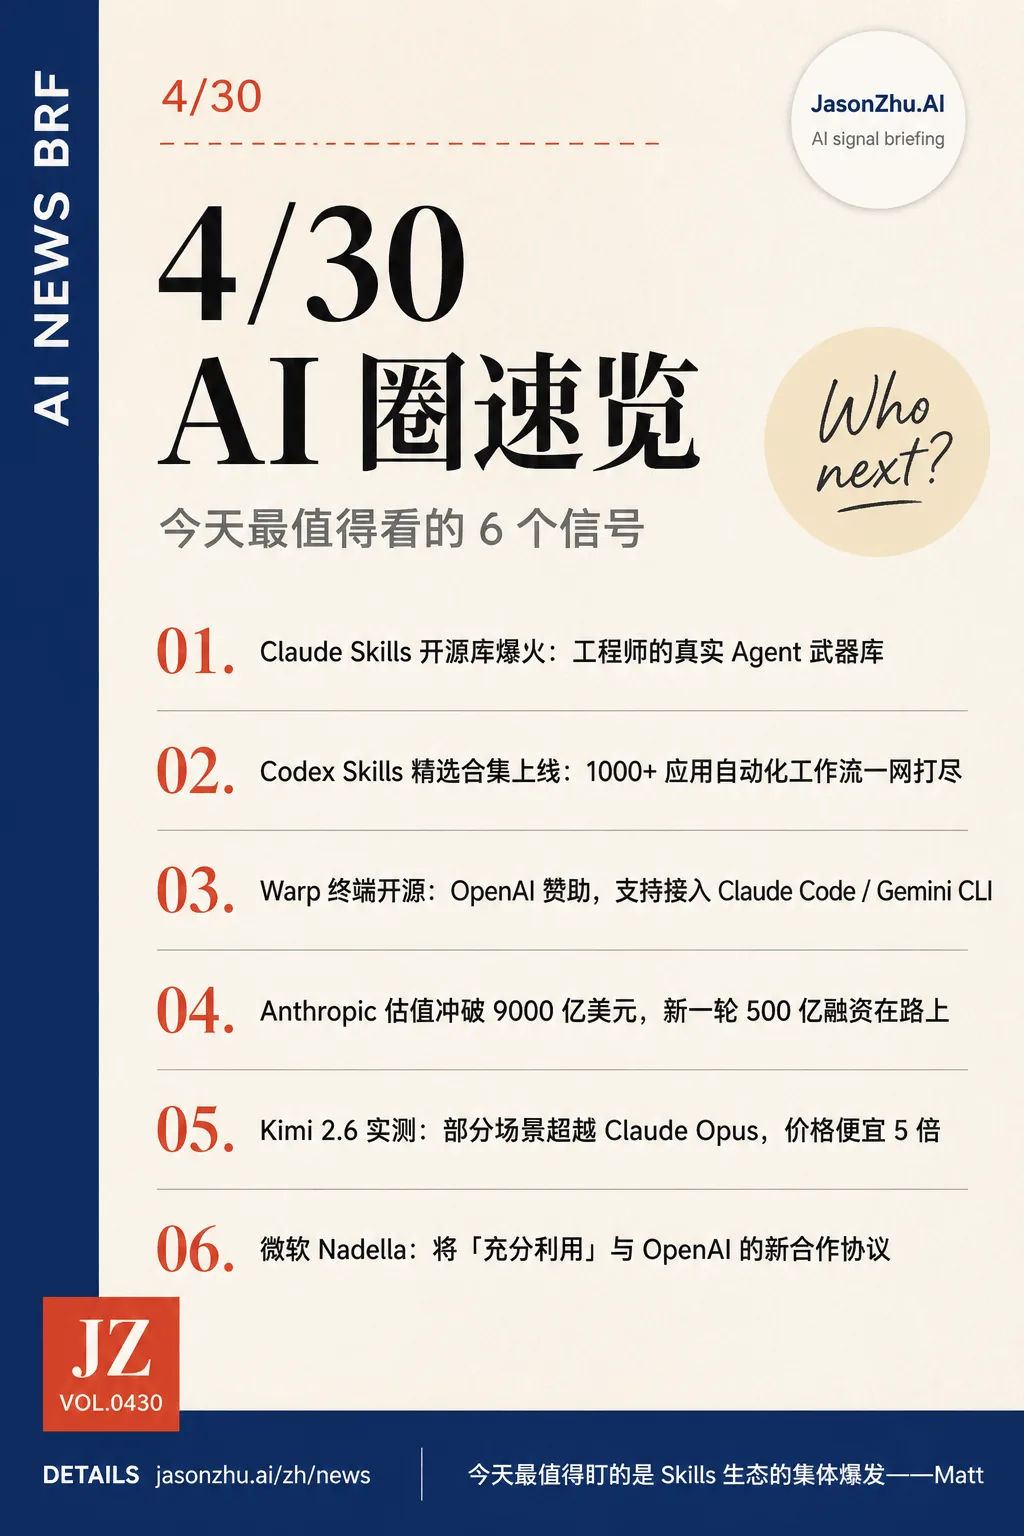 AI NEWS BRF
4/30
JasonZhu.AI
AI signal briefing
4/30
AI 圈速览
今天最值得看的 6 个信号
Who
next?
01. Claude Skills 开源库爆火：工程师的真实 Agent 武器库
02. Codex Skills 精选合集上线：1000+ 应用自动化工作流一网打尽
03. Warp 终端开源：OpenAI 赞助，支持接入 Claude Code / Gemini CLI
04. Anthropic 估值冲破 9000 亿美元，新一轮 500 亿融资在路上
05. Kimi 2.6 实测：部分场景超越 Claude Opus，价格便宜 5 倍
06. 微软 Nadella：将「充分利用」与 OpenAI 的新合作协议
JZ
VOL.0430
DETAILS jasonzhu.ai/zh/news
今天最值得盯的是 Skills 生态的集体爆发——Matt